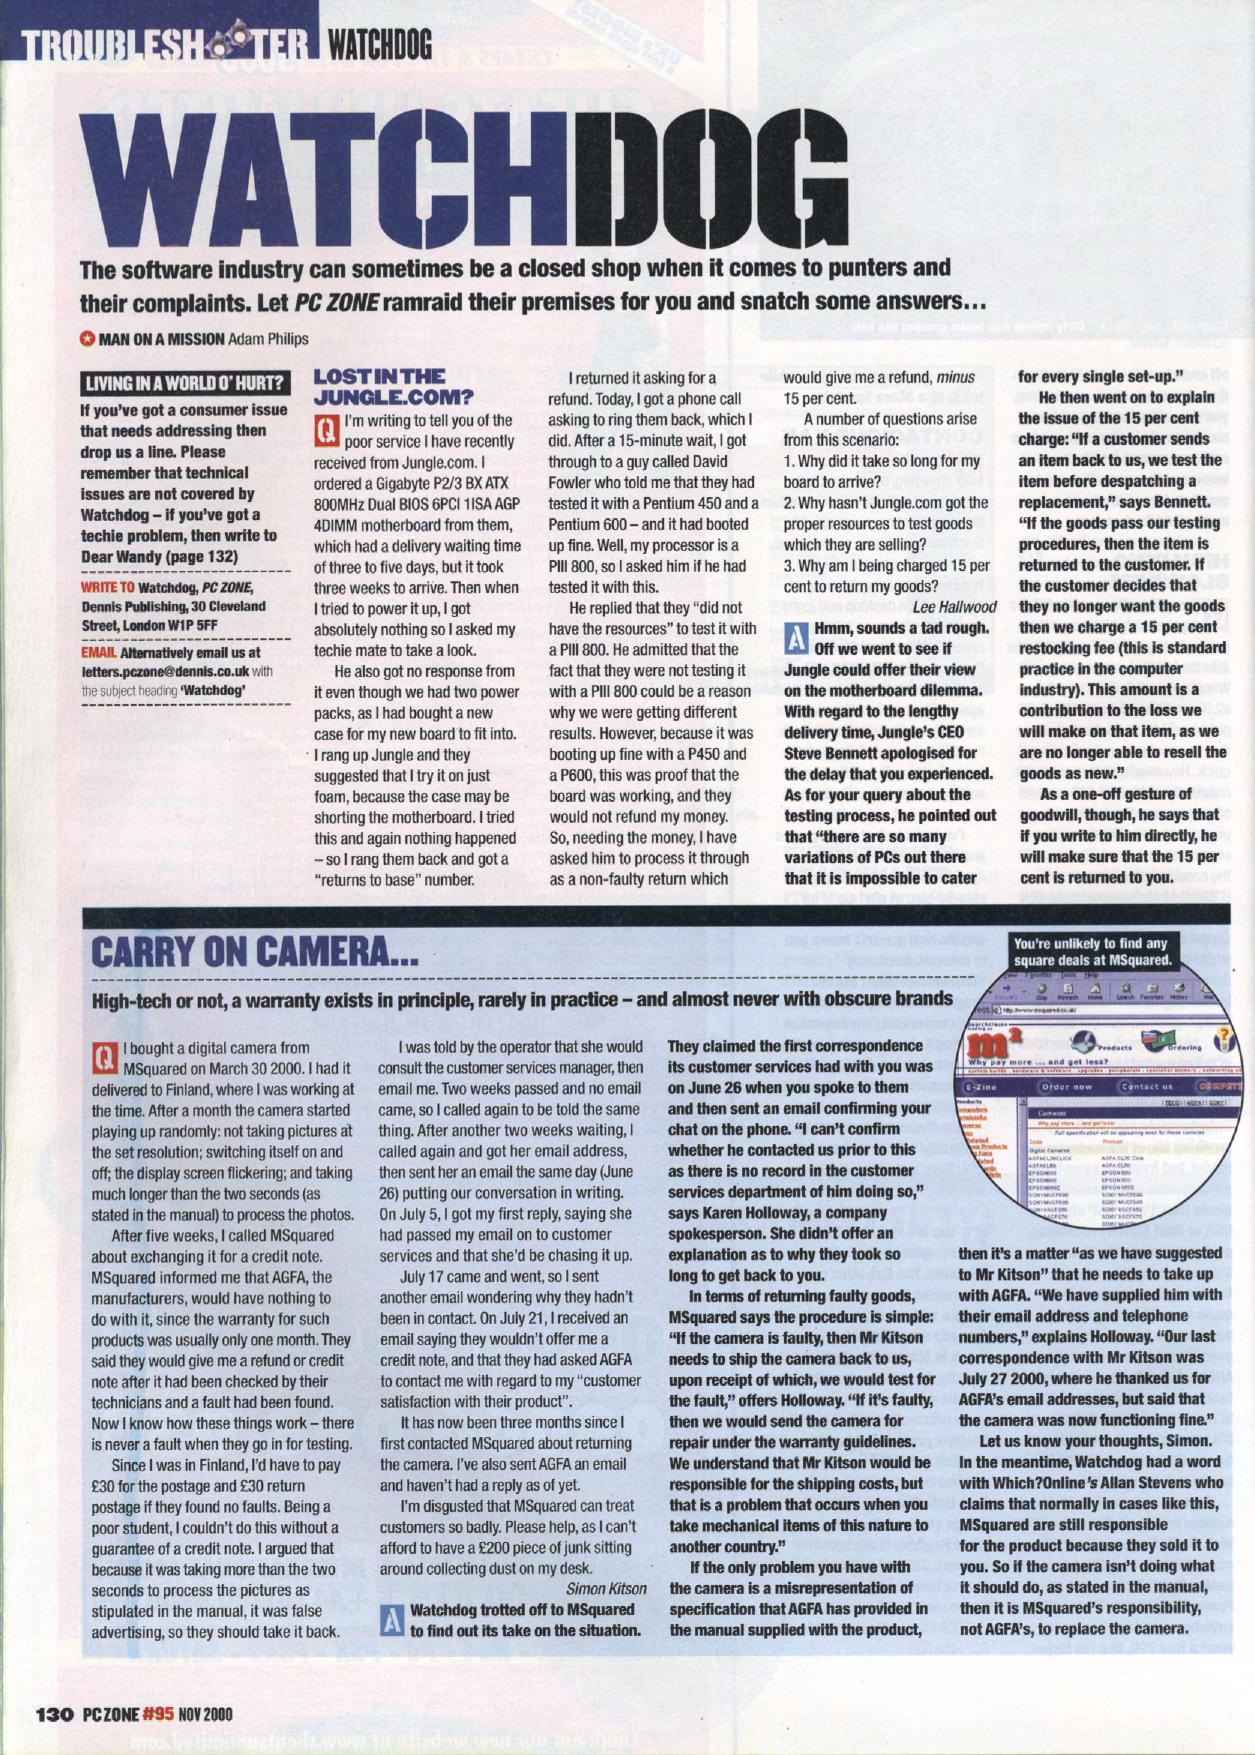 TROUBLESHOOTER WATCHDOG
WATCHDOG
The software industry can sometimes be a closed shop when it comes to punters and
their complaints. Let PC ZONE ramraid their premises for you and snatch some answers...
MAN ON A MISSION Adam Philips
LIVING IN A WORLD O' HURT?
If you've got a consumer issue
that needs addressing then
drop us a line. Please
remember that technical
issues are not covered by
Watchdog – if you've got a
techie problem, then write to
Dear Wandy (page 132)
WRITE TO Watchdog, PC ZONE,
Dennis Publishing, 30 Cleveland
Street, London W1P 5FF
EMAIL Alternatively email us at
letters.pczone@dennis.co.uk with
the subject heading 'Watchdog'
LOST IN THE
JUNGLE.COM?
Q I'm writing to tell you of the
poor service I have recently
received from Jungle.com. I
ordered a Gigabyte P2/3 BX ATX
800MHz Dual BIOS 6PCI 1ISA AGP
4DIMM motherboard from them,
which had a delivery waiting time
of three to five days, but it took
three weeks to arrive. Then when
I tried to power it up, I got
absolutely nothing so I asked my
techie mate to take a look.
He also got no response from
it even though we had two power
packs, as I had bought a new
case for my new board to fit into.
I rang up Jungle and they
suggested that I try it on just
foam, because the case may be
shorting the motherboard. I tried
this and again nothing happened
– so I rang them back and got a
"returns to base" number.
I returned it asking for a
refund. Today, I got a phone call
asking to ring them back, which I
did. After a 15-minute wait, I got
through to a guy called David
Fowler who told me that they had
tested it with a Pentium 450 and a
Pentium 600 – and it had booted
up fine. Well, my processor is a
PIII 800, so I asked him if he had
tested it with this.
He replied that they "did not
have the resources" to test it with
a PIII 800. He admitted that the
fact that they were not testing it
with a PIII 800 could be a reason
why we were getting different
results. However, because it was
booting up fine with a P450 and
a P600, this was proof that the
board was working, and they
would not refund my money.
So, needing the money, I have
asked him to process it through
as a non-faulty return which
would give me a refund, minus
15 per cent.
A number of questions arise
from this scenario:
1. Why did it take so long for my
board to arrive?
2. Why hasn't Jungle.com got the
proper resources to test goods
which they are selling?
3. Why am I being charged 15 per
cent to return my goods?
Lee Hallwood
A Hmm, sounds a tad rough.
Off we went to see if
Jungle could offer their view
on the motherboard dilemma.
With regard to the lengthy
delivery time, Jungle's CEO
Steve Bennett apologised for
the delay that you experienced.
As for your query about the
testing process, he pointed out
that "there are so many
variations of PCs out there
that it is impossible to cater
for every single set-up."
He then went on to explain
the issue of the 15 per cent
charge: "If a customer sends
an item back to us, we test the
item before despatching a
replacement," says Bennett.
"If the goods pass our testing
procedures, then the item is
returned to the customer. If
the customer decides that
they no longer want the goods
then we charge a 15 per cent
restocking fee (this is standard
practice in the computer
industry). This amount is a
contribution to the loss we
will make on that item, as we
are no longer able to resell the
goods as new."
As a one-off gesture of
goodwill, though, he says that
if you write to him directly, he
will make sure that the 15 per
cent is returned to you.
CARRY ON CAMERA...
High-tech or not, a warranty exists in principle, rarely in practice – and almost never with obscure brands
You're unlikely to find any
square deals at MSquared.
http://www.msquared.co.uk/
m²
Products
Ordering
Why pay more ... and get less?
E-Zine
Order now
Contact us
Cameras
Q I bought a digital camera from
MSquared on March 30 2000. I had it
delivered to Finland, where I was working at
the time. After a month the camera started
playing up randomly: not taking pictures at
the set resolution; switching itself on and
off; the display screen flickering; and taking
much longer than the two seconds (as
stated in the manual) to process the photos.
After five weeks, I called MSquared
about exchanging it for a credit note.
MSquared informed me that AGFA, the
manufacturers, would have nothing to
do with it, since the warranty for such
products was usually only one month. They
said they would give me a refund or credit
note after it had been checked by their
technicians and a fault had been found.
Now I know how these things work – there
is never a fault when they go in for testing.
Since I was in Finland, I'd have to pay
£30 for the postage and £30 return
postage if they found no faults. Being a
poor student, I couldn't do this without a
guarantee of a credit note. I argued that
because it was taking more than the two
seconds to process the pictures as
stipulated in the manual, it was false
advertising, so they should take it back.
I was told by the operator that she would
consult the customer services manager, then
email me. Two weeks passed and no email
came, so I called again to be told the same
thing. After another two weeks waiting, I
called again and got her email address,
then sent her an email the same day (June
26) putting our conversation in writing.
On July 5, I got my first reply, saying she
had passed my email on to customer
services and that she'd be chasing it up.
July 17 came and went, so I sent
another email wondering why they hadn't
been in contact. On July 21, I received an
email saying they wouldn't offer me a
credit note, and that they had asked AGFA
to contact me with regard to my "customer
satisfaction with their product".
It has now been three months since I
first contacted MSquared about returning
the camera. I've also sent AGFA an email
and haven't had a reply as of yet.
I'm disgusted that MSquared can treat
customers so badly. Please help, as I can't
afford to have a £200 piece of junk sitting
around collecting dust on my desk.
Simon Kitson
A Watchdog trotted off to MSquared
to find out its take on the situation.
They claimed the first correspondence
its customer services had with you was
on June 26 when you spoke to them
and then sent an email confirming your
chat on the phone. "I can't confirm
whether he contacted us prior to this
as there is no record in the customer
services department of him doing so,"
says Karen Holloway, a company
spokesperson. She didn't offer an
explanation as to why they took so
long to get back to you.
In terms of returning faulty goods,
MSquared says the procedure is simple:
"If the camera is faulty, then Mr Kitson
needs to ship the camera back to us,
upon receipt of which, we would test for
the fault," offers Holloway. "If it's faulty,
then we would send the camera for
repair under the warranty guidelines.
We understand that Mr Kitson would be
responsible for the shipping costs, but
that is a problem that occurs when you
take mechanical items of this nature to
another country."
If the only problem you have with
the camera is a misrepresentation of
specification that AGFA has provided in
the manual supplied with the product,
then it's a matter "as we have suggested
to Mr Kitson" that he needs to take up
with AGFA. "We have supplied him with
their email address and telephone
numbers," explains Holloway. "Our last
correspondence with Mr Kitson was
July 27 2000, where he thanked us for
AGFA's email addresses, but said that
the camera was now functioning fine."
Let us know your thoughts, Simon.
In the meantime, Watchdog had a word
with Which?Online's Allan Stevens who
claims that normally in cases like this,
MSquared are still responsible
for the product because they sold it to
you. So if the camera isn't doing what
it should do, as stated in the manual,
then it is MSquared's responsibility,
not AGFA's, to replace the camera.
130 PCZONE #95 NOV 2000